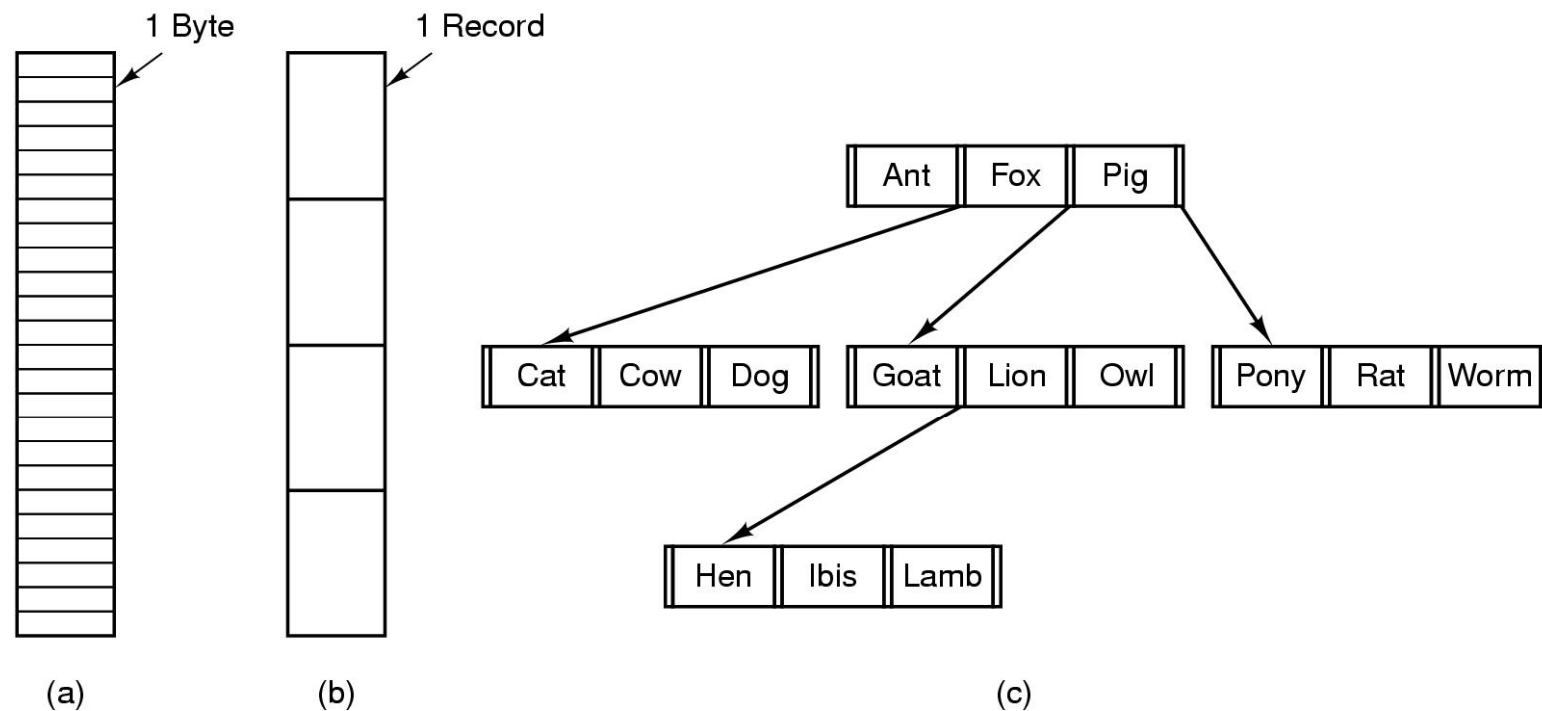 1 Byte
1 Record
Ant Fox Pig
Cat Cow Dog
Goat Lion Owl
Pony Rat Worm
Hen Ibis Lamb
(a)
(b)
(c)